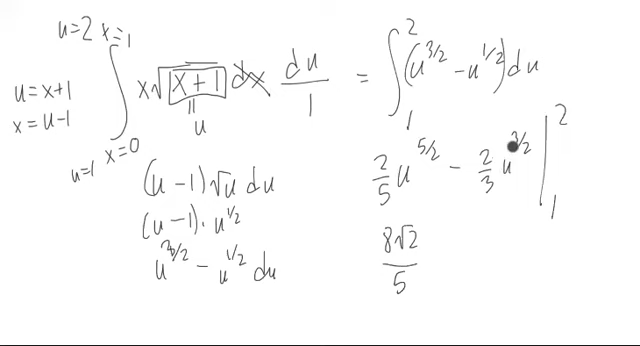 u=2 x=1
u=x+1
x=u-1
u=1 x=0
∫ x√(x+1) dx du/1 = ∫₁² (u^3/2 - u^1/2) du
u
(u-1)√u du
(u-1)·u^1/2
u^3/2 - u^1/2 du
2/5 u^5/2 - 2/3 u^3/2 |₁²
8√2/5